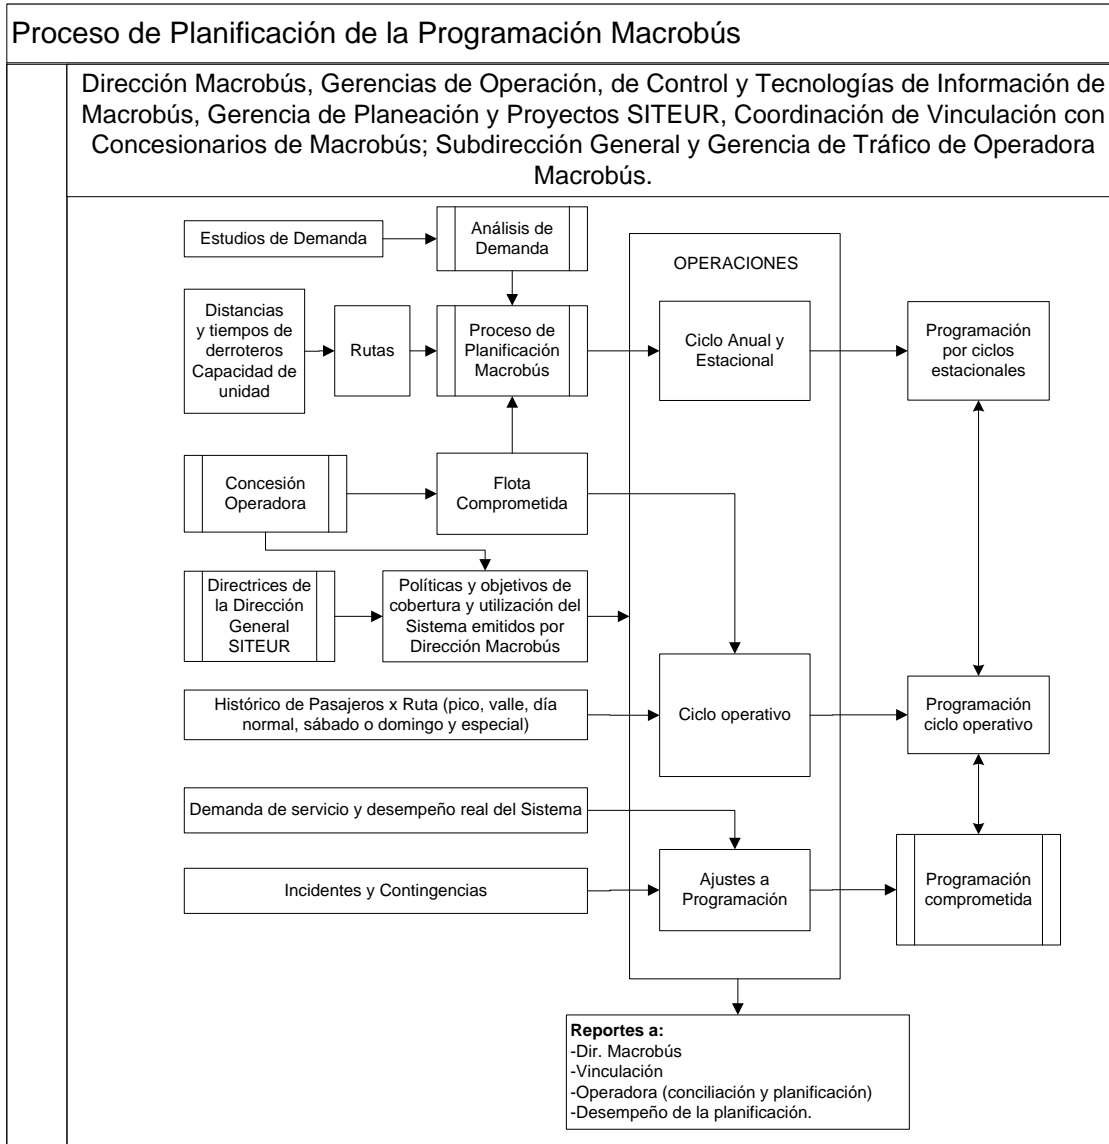 Proceso de Planificación de la Programación Macrobús
Dirección Macrobús, Gerencias de Operación, de Control y Tecnologías de Información de
Macrobús, Gerencia de Planeación y Proyectos SITEUR, Coordinación de Vinculación con
Concesionarios de Macrobús; Subdirección General y Gerencia de Tráfico de Operadora
Macrobús.
Estudios de Demanda
Análisis de
Demanda
OPERACIONES
Distancias
y tiempos de
derroteros
Capacidad de
unidad
Rutas
Proceso de
Planificación
Macrobús
Ciclo Anual y
Estacional
Programación
por ciclos
estacionales
Concesión
Operadora
Flota
Comprometida
Directrices de
la Dirección
General
SITEUR
Políticas y objetivos de
cobertura y utilización del
Sistema emitidos por
Dirección Macrobús
Histórico de Pasajeros x Ruta (pico, valle, día
normal, sábado o domingo y especial)
Ciclo operativo
Programación
ciclo operativo
Demanda de servicio y desempeño real del Sistema
Incidentes y Contingencias
Ajustes a
Programación
Programación
comprometida
Reportes a:
-Dir. Macrobús
-Vinculación
-Operadora (conciliación y planificación)
-Desempeño de la planificación.